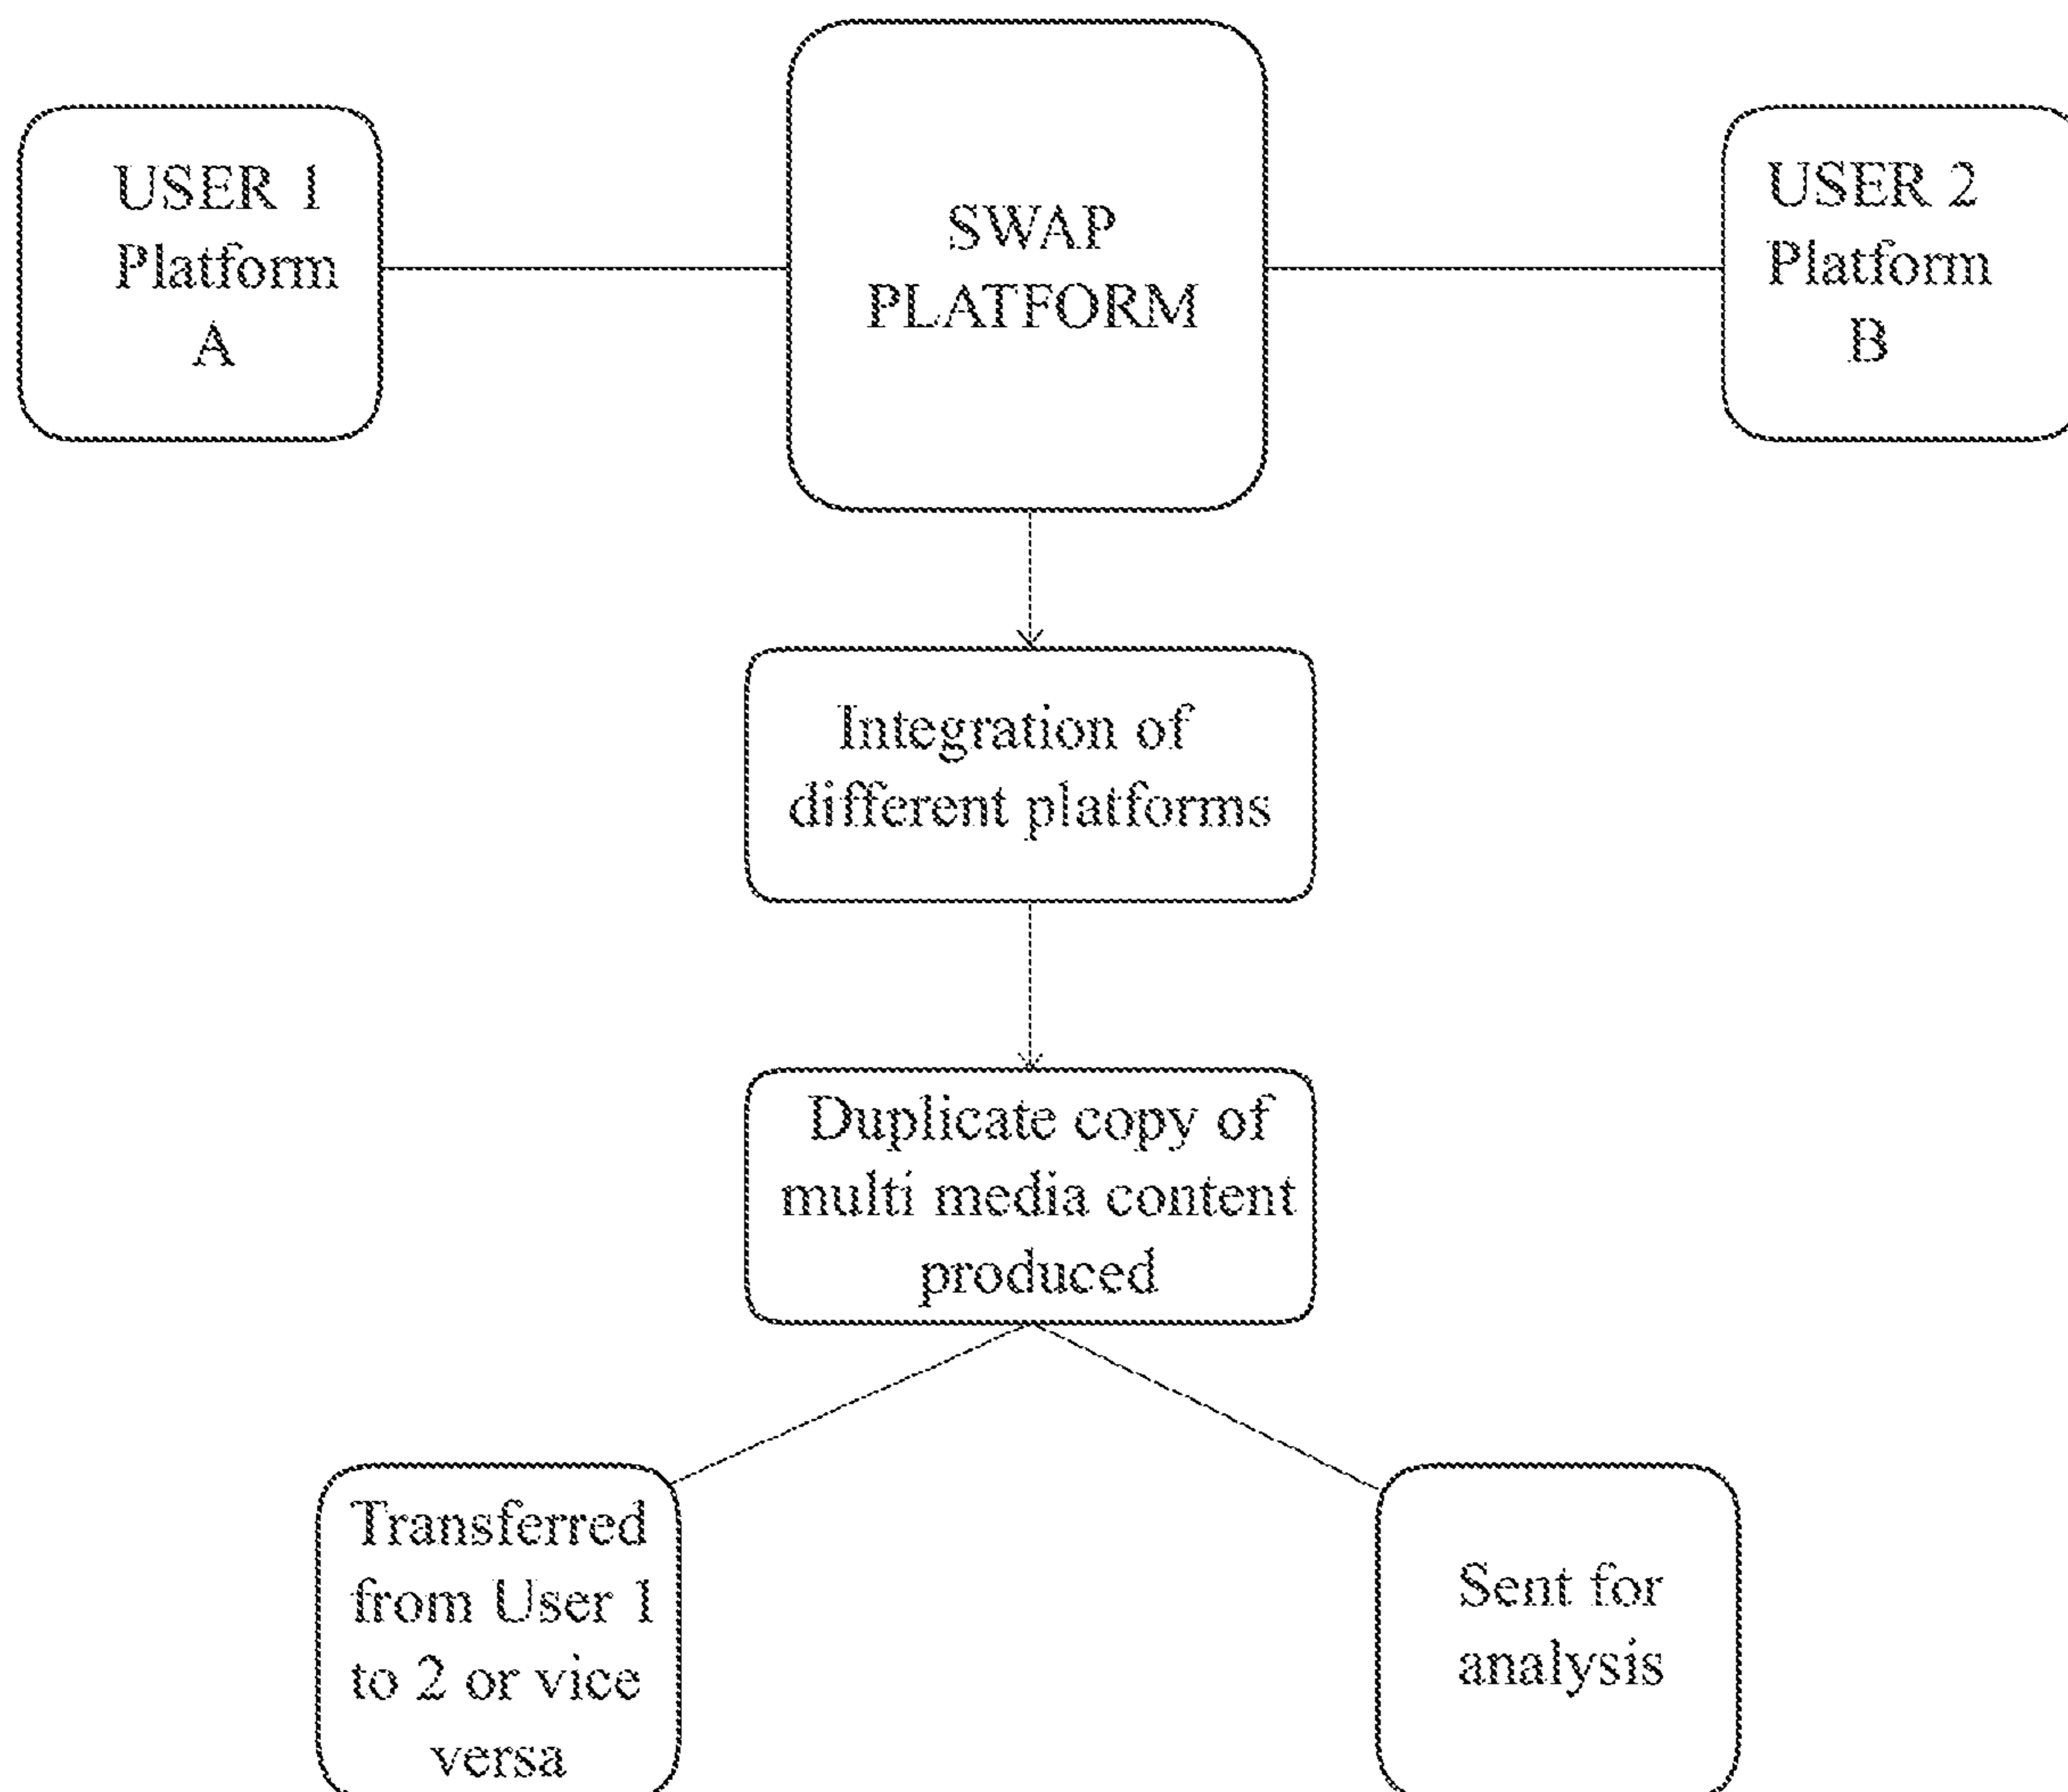 USER 1
Platform
A
SWAP
PLATFORM
USER 2
Platform
B
Integration of
different platforms
Duplicate copy of
multi media content
produced
Transferred
from User 1
to 2 or vice
versa
Sent for
analysis